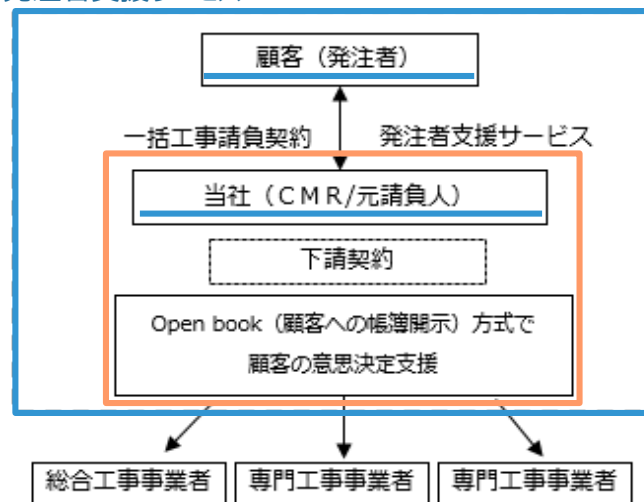 顧客（発注者）
一括工事請負契約 発注者支援サービス
当社（ＣＭＲ/元請負人）
下請契約
Open book（顧客への帳簿開示）方式で
顧客の意思決定支援
総合工事事業者 専門工事事業者 専門工事事業者